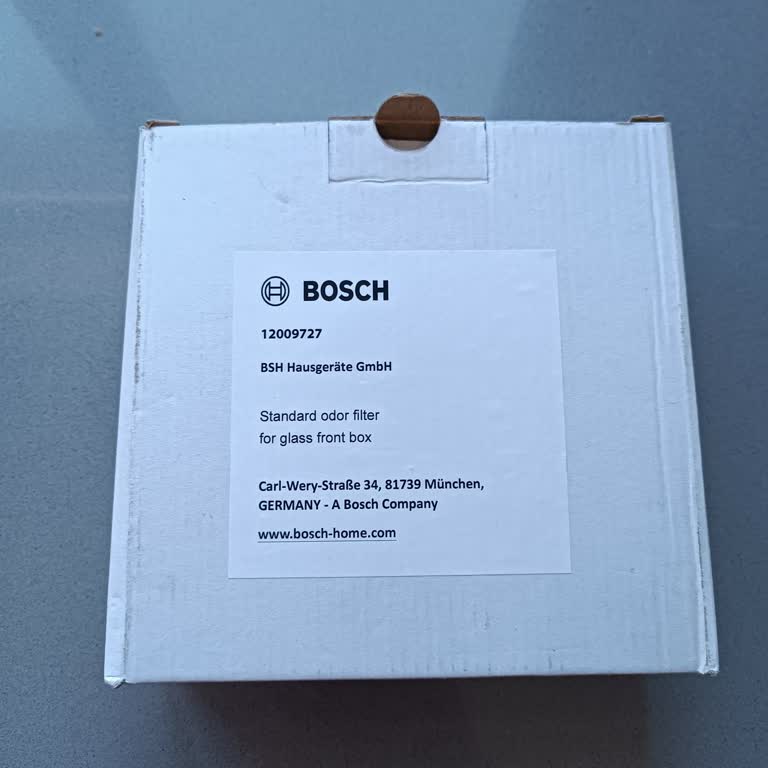 BOSCH
12009727
BSH Hausgeräte GmbH
Standard odor filter
for glass front box
Carl-Wery-Straße 34, 81739 München,
GERMANY - A Bosch Company
www.bosch-home.com